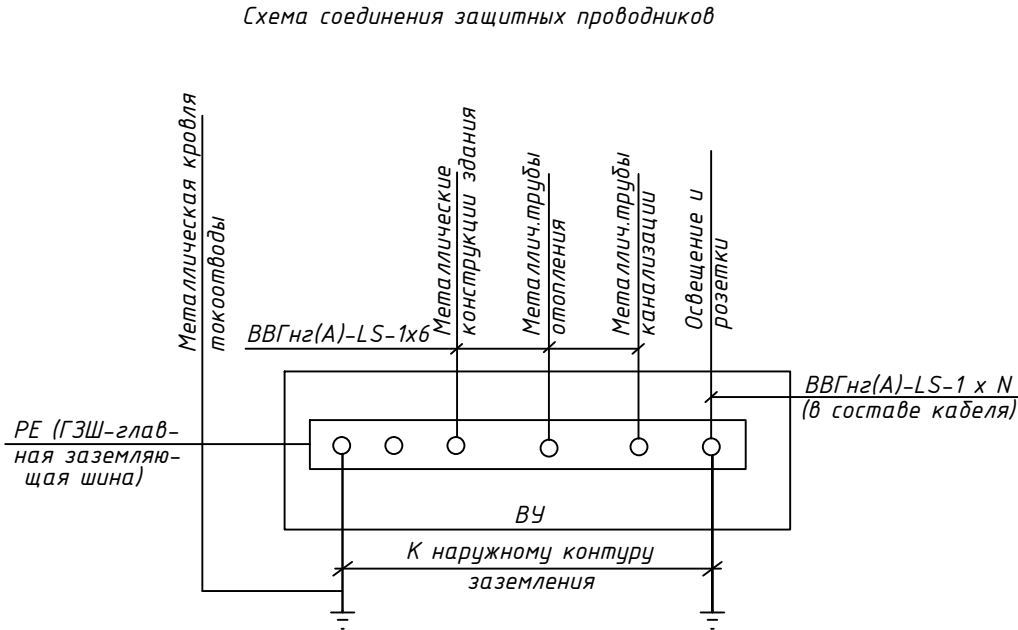 Схема соединения защитных проводников
Металлическая кровля
токоотводы
Металлические
конструкции здания
Металлич.трубы
отопления
Металлич.трубы
канализации
Освещение и
розетки
ВВГнг(А)-LS-1х6
ВВГнг(А)-LS-1 х N
(в составе кабеля)
РЕ (ГЗШ-глав-
ная заземляю-
щая шина)
ВУ
К наружному контуру
заземления